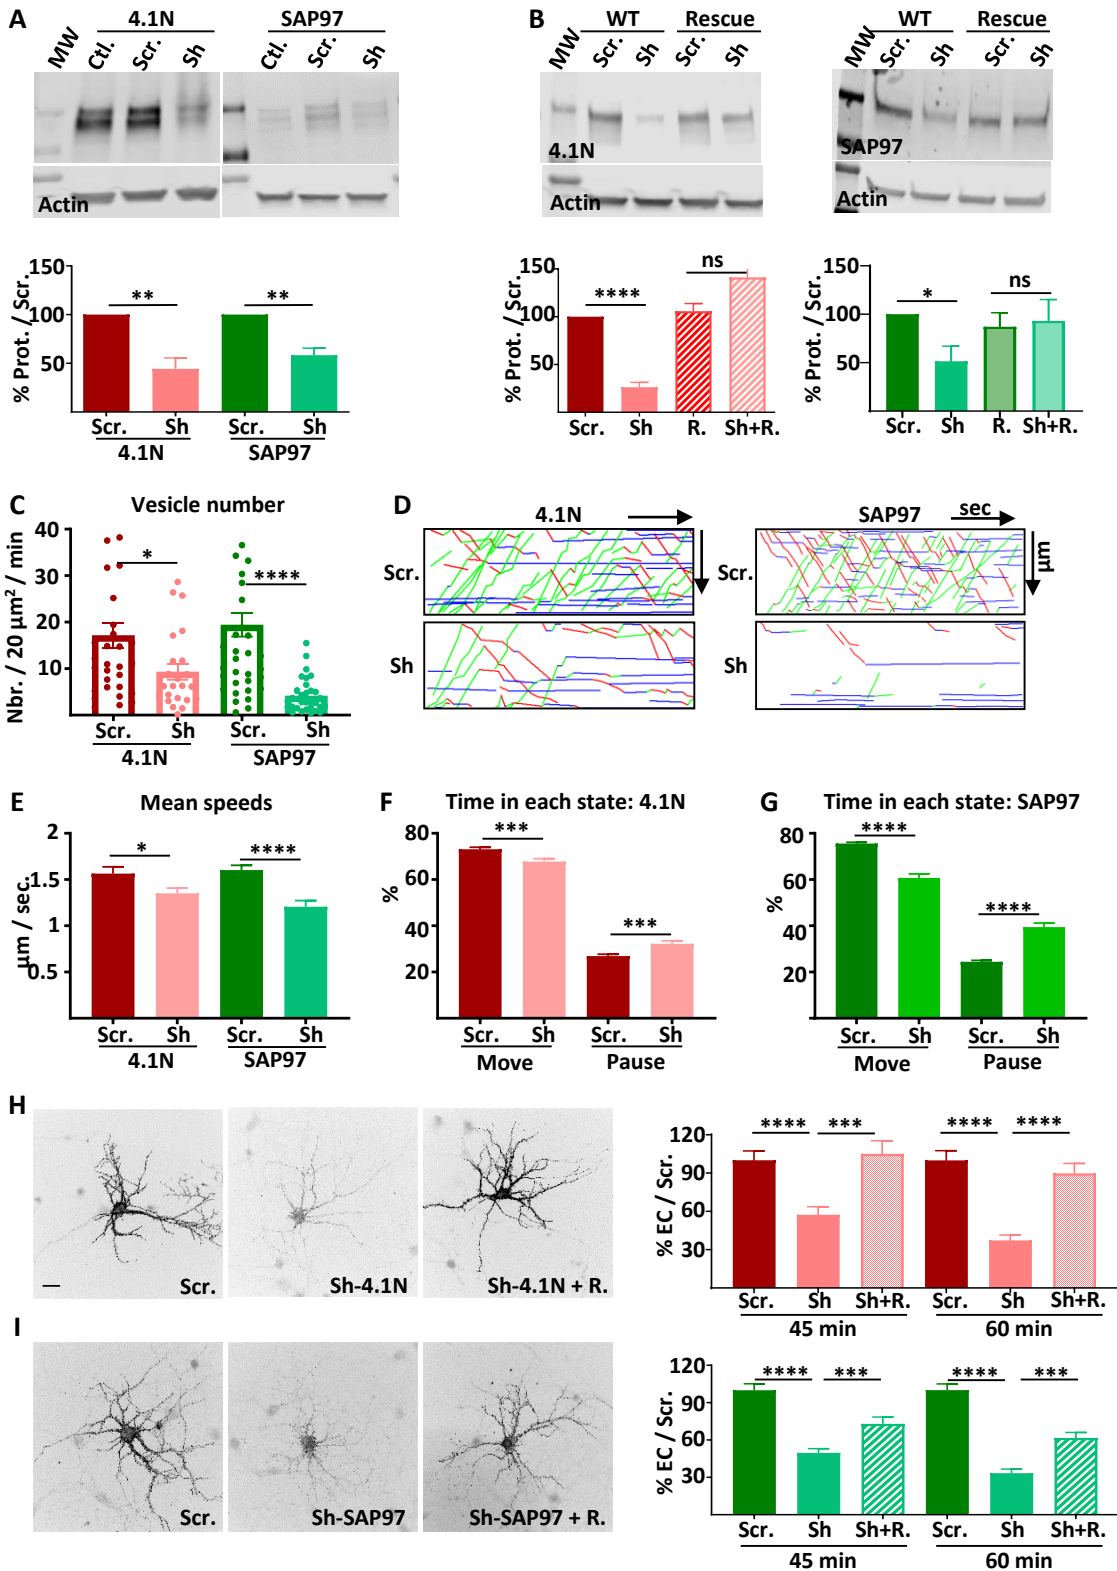 A
4.1N
SAP97
MW
Ctl.
Scr.
Sh
Ctl.
Scr.
Sh
Actin
150
100
50
% Prot. / Scr.
**
**
Scr.
Sh
Scr.
Sh
4.1N
SAP97
B
WT
Rescue
WT
Rescue
MW
Scr.
Sh
Scr.
Sh
MW
Scr.
Sh
Scr.
Sh
4.1N
SAP97
Actin
Actin
150
100
50
% Prot. / Scr.
****
ns
Scr.
Sh
R.
Sh+R.
150
100
50
% Prot. / Scr.
*
ns
Scr.
Sh
R.
Sh+R.
C
Vesicle number
40
30
20
10
Nbr. / 20 µm² / min
*
****
Scr.
Sh
Scr.
Sh
4.1N
SAP97
D
4.1N
SAP97
sec
µm
Scr.
Scr.
Sh
Sh
E
Mean speeds
2
1.5
1
0.5
µm / sec.
*
****
Scr.
Sh
Scr.
Sh
4.1N
SAP97
F
Time in each state: 4.1N
80
60
40
20
%
***
***
Scr.
Sh
Scr.
Sh
Move
Pause
G
Time in each state: SAP97
80
60
40
20
%
****
****
Scr.
Sh
Scr.
Sh
Move
Pause
H
Scr.
Sh-4.1N
Sh-4.1N + R.
120
90
60
30
% EC / Scr.
****
***
****
****
Scr.
Sh
Sh+R.
Scr.
Sh
Sh+R.
45 min
60 min
I
Scr.
Sh-SAP97
Sh-SAP97 + R.
120
90
60
30
% EC / Scr.
****
***
****
***
Scr.
Sh
Sh+R.
Scr.
Sh
Sh+R.
45 min
60 min